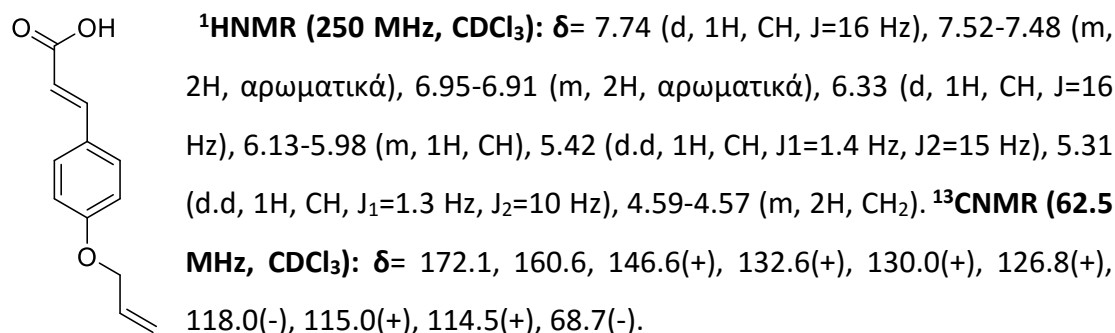 O
OH
O
¹HNMR (250 MHz, CDCl₃): δ= 7.74 (d, 1H, CH, J=16 Hz), 7.52-7.48 (m,
2H, αρωματικά), 6.95-6.91 (m, 2H, αρωματικά), 6.33 (d, 1H, CH, J=16
Hz), 6.13-5.98 (m, 1H, CH), 5.42 (d.d, 1H, CH, J1=1.4 Hz, J2=15 Hz), 5.31
(d.d, 1H, CH, J₁=1.3 Hz, J₂=10 Hz), 4.59-4.57 (m, 2H, CH₂). ¹³CNMR (62.5
MHz, CDCl₃): δ= 172.1, 160.6, 146.6(+), 132.6(+), 130.0(+), 126.8(+),
118.0(-), 115.0(+), 114.5(+), 68.7(-).